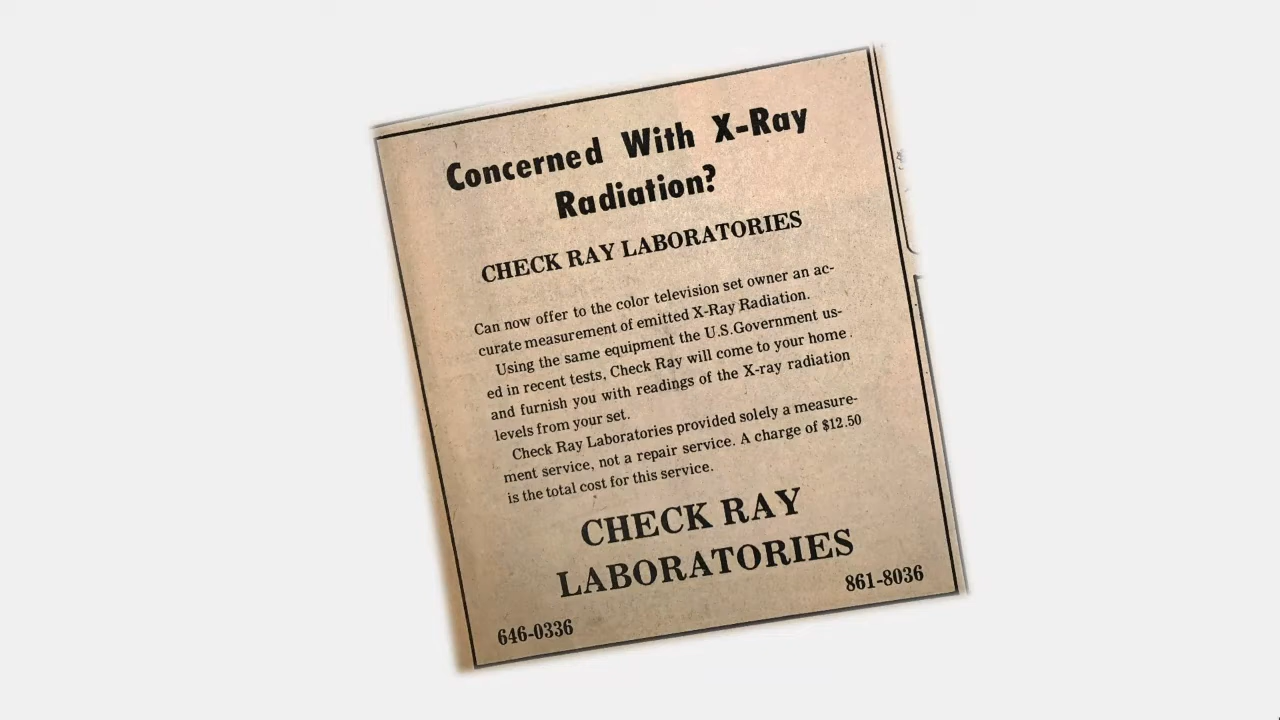 Concerned With X-Ray
Radiation?
CHECK RAY LABORATORIES
Can now offer to the color television set owner an ac-
curate measurement of emitted X-Ray Radiation.
Using the same equipment the U.S.Government us-
ed in recent tests, Check Ray will come to your home.
and furnish you with readings of the X-ray radiation
levels from your set.
Check Ray Laboratories provided solely a measure-
ment service, not a repair service. A charge of $12.50
is the total cost for this service.
CHECK RAY
LABORATORIES
646-0336
861-8036